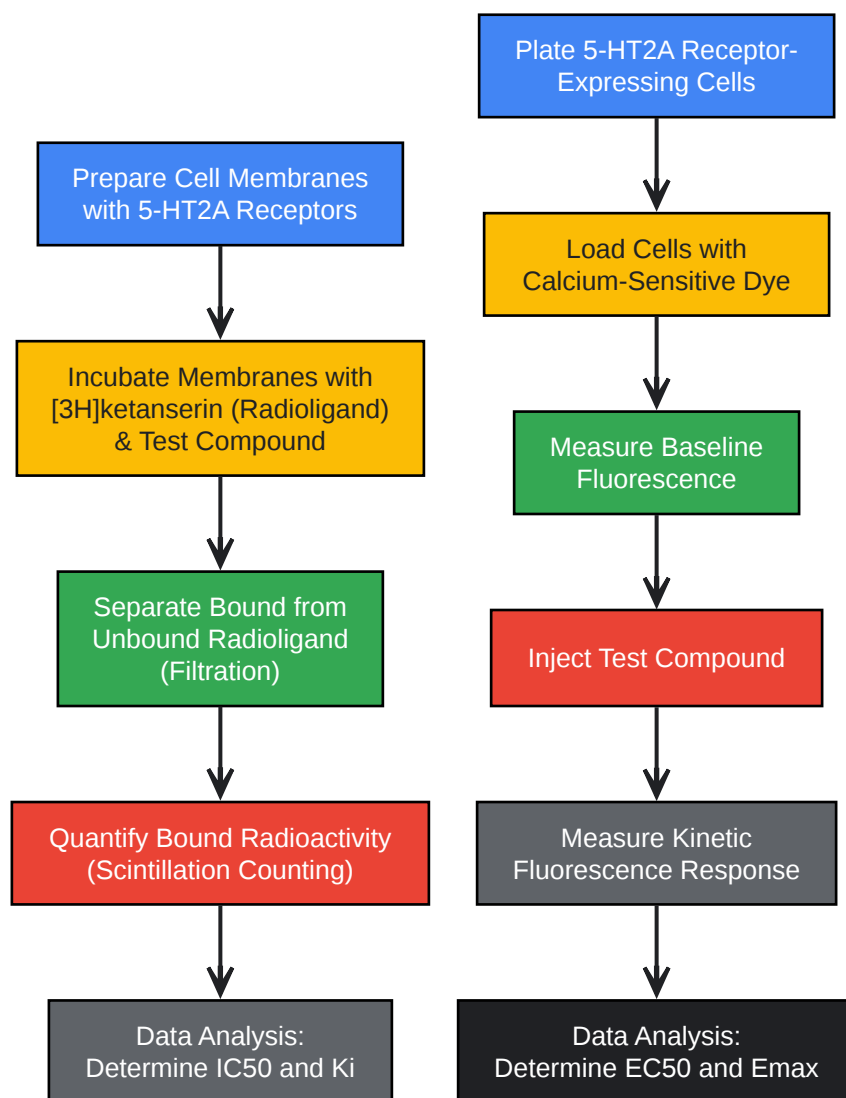 Prepare Cell Membranes
with 5-HT2A Receptors
Incubate Membranes with
[3H]ketanserin (Radioligand)
& Test Compound
Separate Bound from
Unbound Radioligand
(Filtration)
Quantify Bound Radioactivity
(Scintillation Counting)
Data Analysis:
Determine IC50 and Ki
Plate 5-HT2A Receptor-
Expressing Cells
Load Cells with
Calcium-Sensitive Dye
Measure Baseline
Fluorescence
Inject Test Compound
Measure Kinetic
Fluorescence Response
Data Analysis:
Determine EC50 and Emax